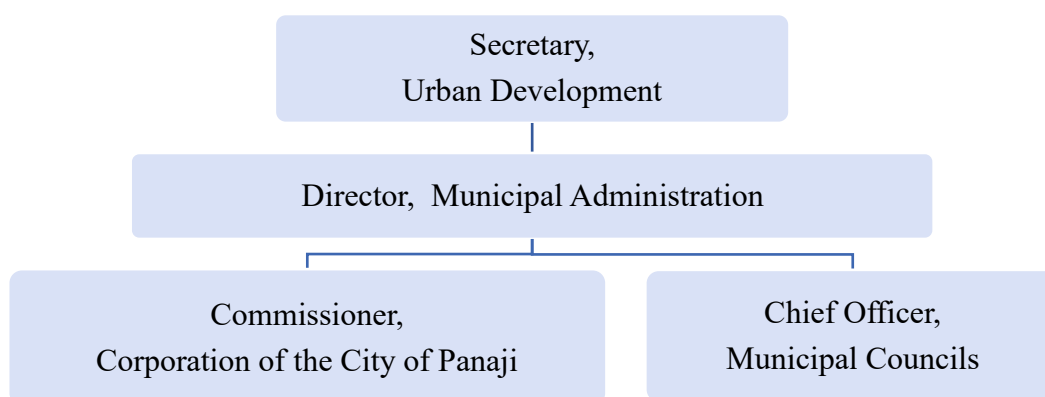 Secretary,
Urban Development
Director, Municipal Administration
Commissioner,
Corporation of the City of Panaji
Chief Officer,
Municipal Councils